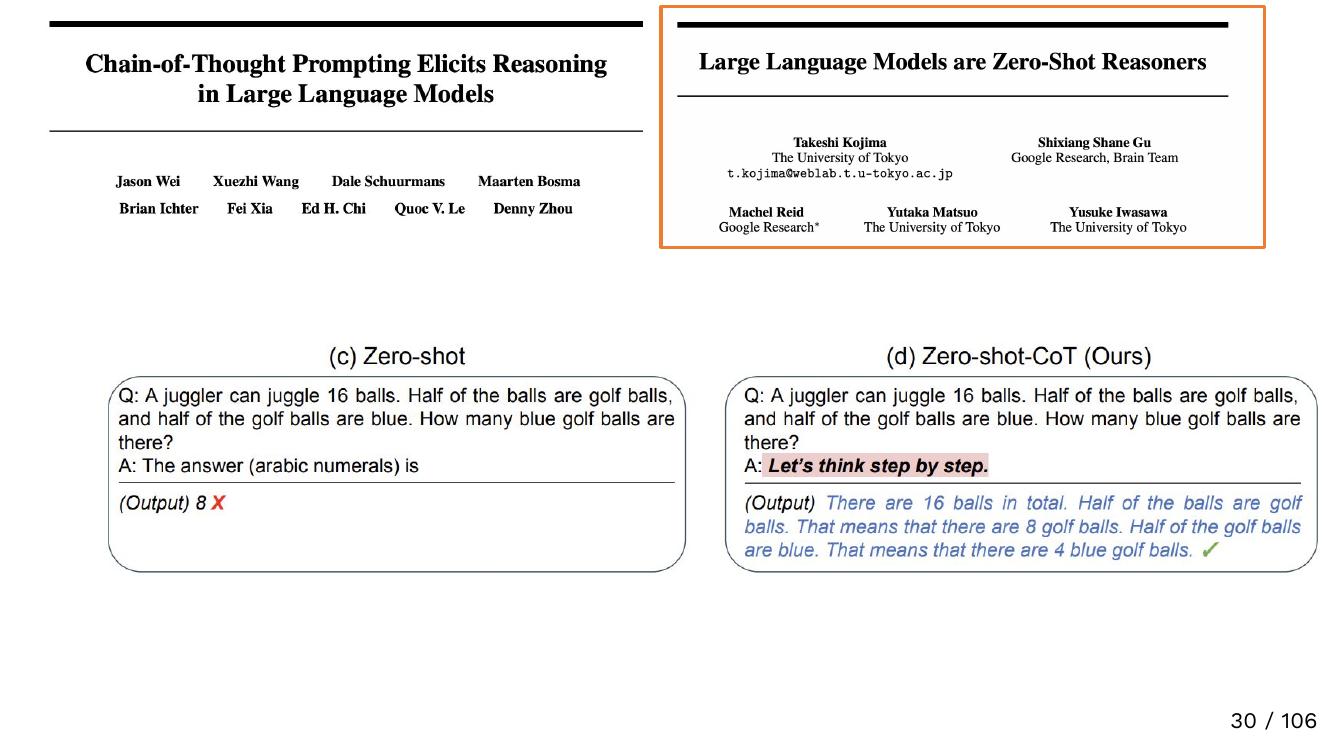 Chain-of-Thought Prompting Elicits Reasoning
in Large Language Models
Jason Wei Xuezhi Wang Dale Schuurmans Maarten Bosma
Brian Ichter Fei Xia Ed H. Chi Quoc V. Le Denny Zhou
Large Language Models are Zero-Shot Reasoners
Takeshi Kojima
The University of Tokyo
t.kojima@weblab.t.u-tokyo.ac.jp
Shixiang Shane Gu
Google Research, Brain Team
Machel Reid
Google Research*
Yutaka Matsuo
The University of Tokyo
Yusuke Iwasawa
The University of Tokyo
(c) Zero-shot
Q: A juggler can juggle 16 balls. Half of the balls are golf balls,
and half of the golf balls are blue. How many blue golf balls are
there?
A: The answer (arabic numerals) is
(Output) 8 X
(d) Zero-shot-CoT (Ours)
Q: A juggler can juggle 16 balls. Half of the balls are golf balls,
and half of the golf balls are blue. How many blue golf balls are
there?
A: Let's think step by step.
(Output) There are 16 balls in total. Half of the balls are golf
balls. That means that there are 8 golf balls. Half of the golf balls
are blue. That means that there are 4 blue golf balls. ✓
30 / 106